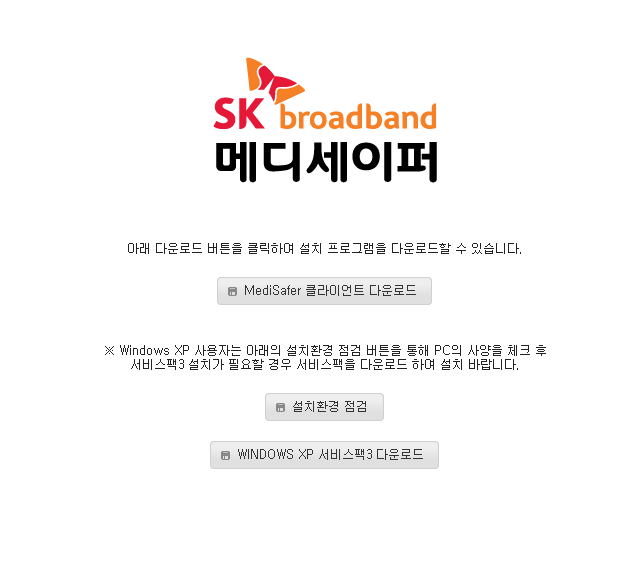 SK broadband
메디세이퍼
아래 다운로드 버튼을 클릭하여 설치 프로그램을 다운로드할 수 있습니다.
MediSafer 클라이언트 다운로드
※ Windows XP 사용자는 아래의 설치환경 점검 버튼을 통해 PC의 사양을 체크 후
서비스팩3 설치가 필요할 경우 서비스팩을 다운로드 하여 설치 바랍니다.
설치환경 점검
WINDOWS XP 서비스팩3 다운로드